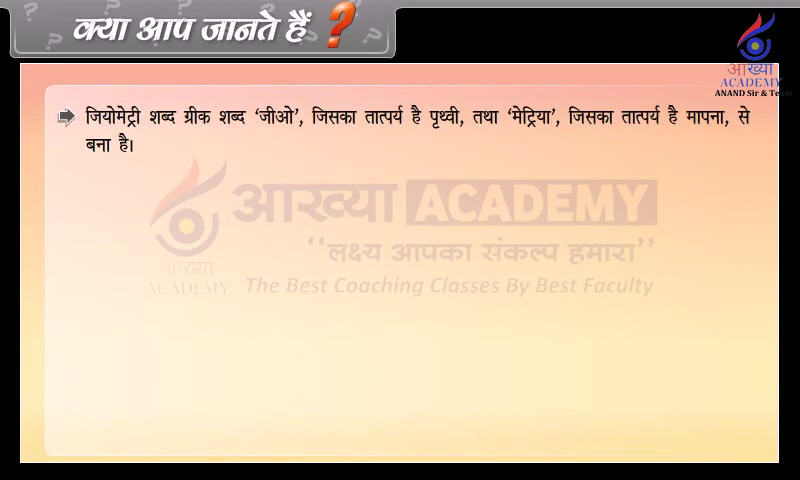 क्या आप जानते हैं ?
आख्या
ACADEMY
ANAND Sir & Te
जियोमेट्री शब्द ग्रीक शब्द ‘जीओ’, जिसका तात्पर्य है पृथ्वी, तथा ‘मेट्रिया’, जिसका तात्पर्य है मापना, से
बना है।
आख्या ACADEMY
‘‘लक्ष्य आपका संकल्प हमारा’’
आख्या
ACADEMY
The Best Coaching Classes By Best Faculty